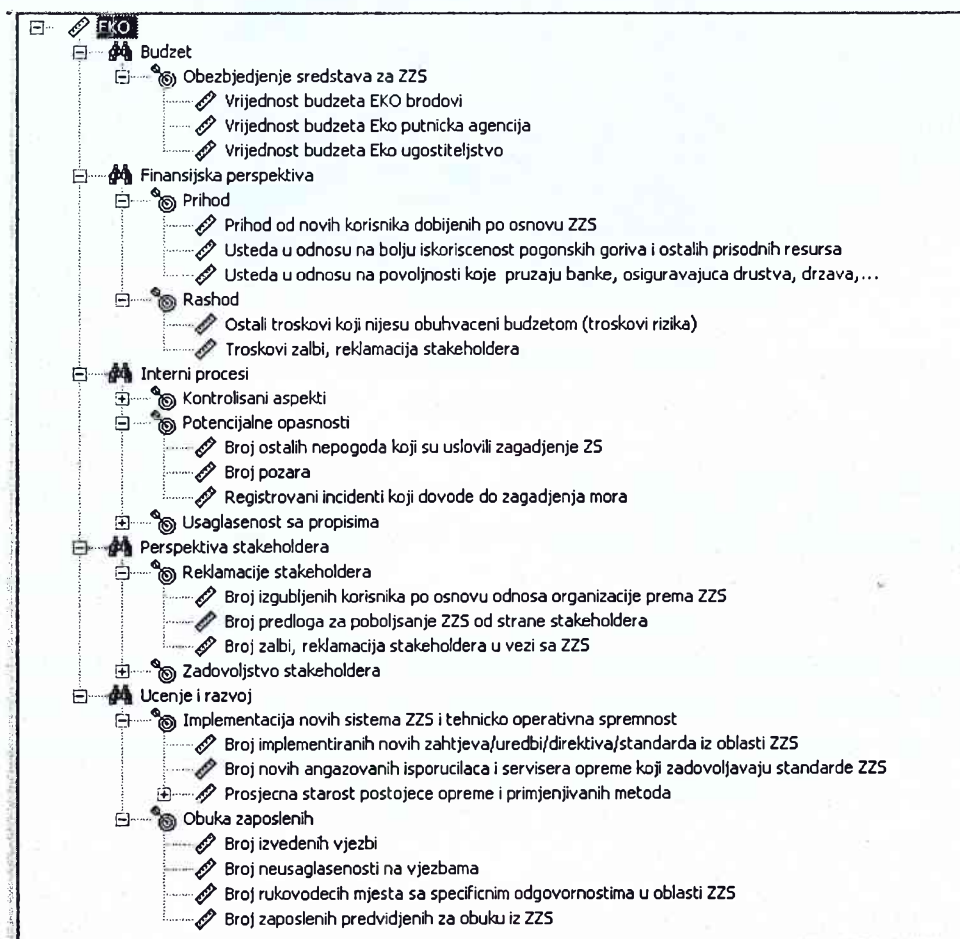 EKO
Budzet
Obezbjedjenje sredstava za ZZS
Vrijednost budzeta EKO brodovi
Vrijednost budzeta Eko putnicka agencija
Vrijednost budzeta Eko ugostiteljstvo
Finansijska perspektiva
Prihod
Prihod od novih korisnika dobijenih po osnovu ZZS
Usteda u odnosu na bolju iskoriscenost pogonskih goriva i ostalih prisodnih resursa
Usteda u odnosu na povoljnosti koje pruzaju banke, osiguravajuca drustva, drzava,...
Rashod
Ostali troskovi koji nijesu obuhvaceni budzetom (troskovi rizika)
Troskovi zalbi, reklamacija stakeholdera
Interni procesi
Kontrolisani aspekti
Potencijalne opasnosti
Broj ostalih nepogoda koji su uslovili zagadjenje ZS
Broj pozara
Registrovani incidenti koji dovode do zagadjenja mora
Usaglasenost sa propisima
Perspektiva stakeholdera
Reklamacije stakeholdera
Broj izgubljenih korisnika po osnovu odnosa organizacije prema ZZS
Broj predloga za poboljsanje ZZS od strane stakeholdera
Broj zalbi, reklamacija stakeholdera u vezi sa ZZS
Zadovoljstvo stakeholdera
Ucenje i razvoj
Implementacija novih sistema ZZS i tehnicko operativna spremnost
Broj implementiranih novih zahtjeva/uredbi/direktiva/standarda iz oblasti ZZS
Broj novih angazovanih isporucilaca i servisera opreme koji zadovoljavaju standarde ZZS
Prosjecna starost postojece opreme i primjenjivanih metoda
Obuka zaposlenih
Broj izvedenih vjezbi
Broj neusaglasenosti na vjezbama
Broj rukovodecih mjesta sa specificnim odgovornostima u oblasti ZZS
Broj zaposlenih predvidjenih za obuku iz ZZS